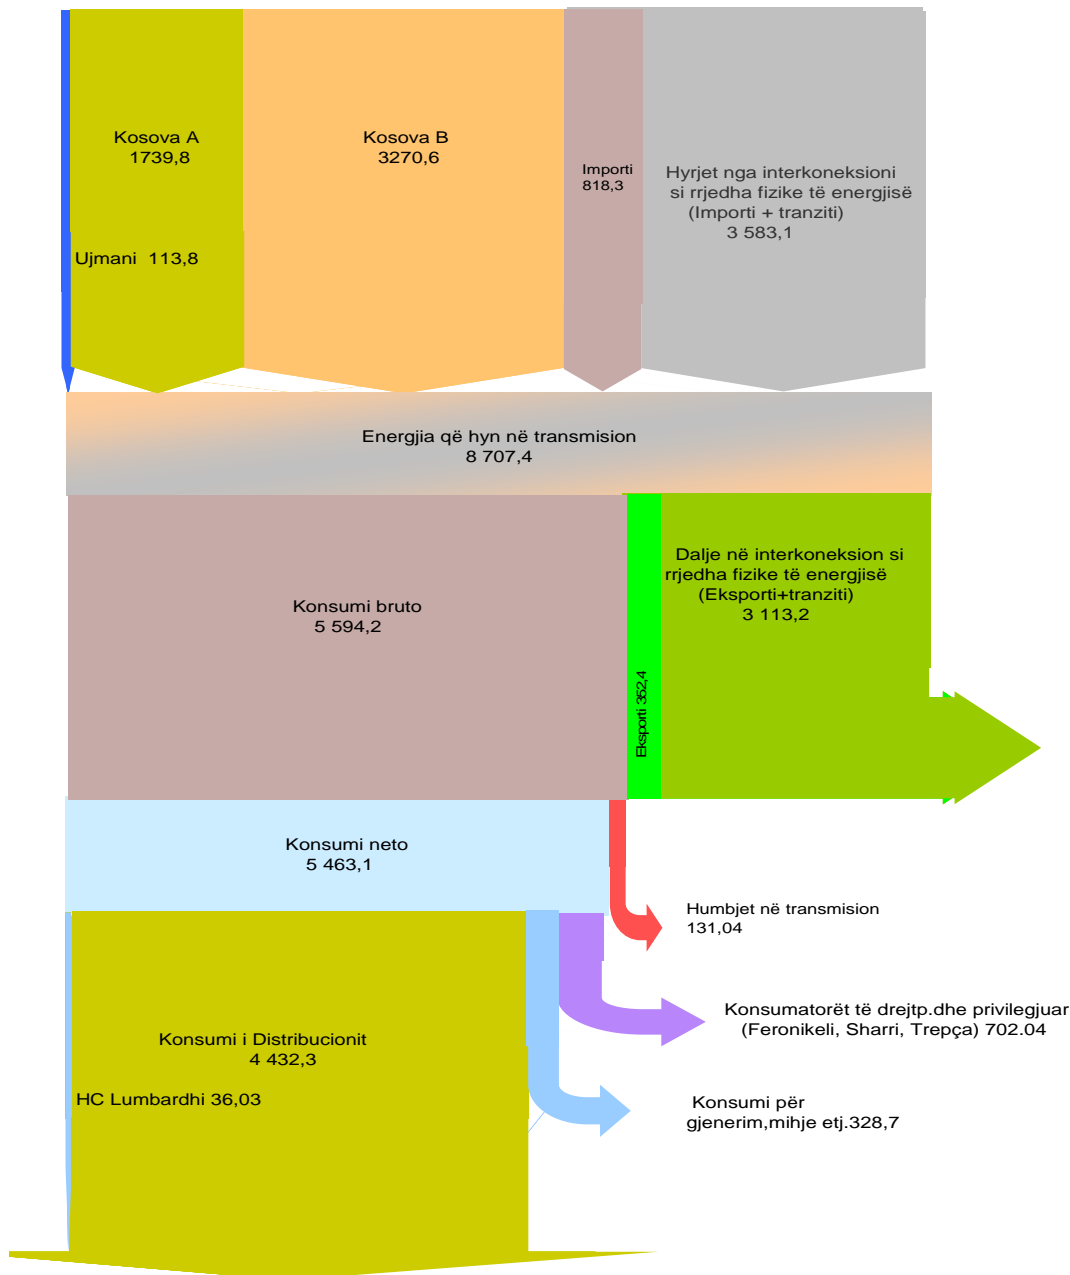 Kosova A
1739,8
Kosova B
3270,6
Importi
818,3
Hyrjet nga interkoneksioni
si rrjedha fizike të energjisë
(Importi + tranziti)
3 583,1
Ujmani 113,8
Energjia që hyn në transmision
8 707,4
Konsumi bruto
5 594,2
Eksporti 352,4
Dalje në interkoneksion si
rrjedha fizike të energjisë
(Eksporti+tranziti)
3 113,2
Konsumi neto
5 463,1
Humbjet në transmision
131,04
Konsumatorët të drejtp.dhe privilegjuar
(Feronikeli, Sharri, Trepça) 702.04
Konsumi i Distribucionit
4 432,3
HC Lumbardhi 36,03
Konsumi për
gjenerim,mihje etj.328,7